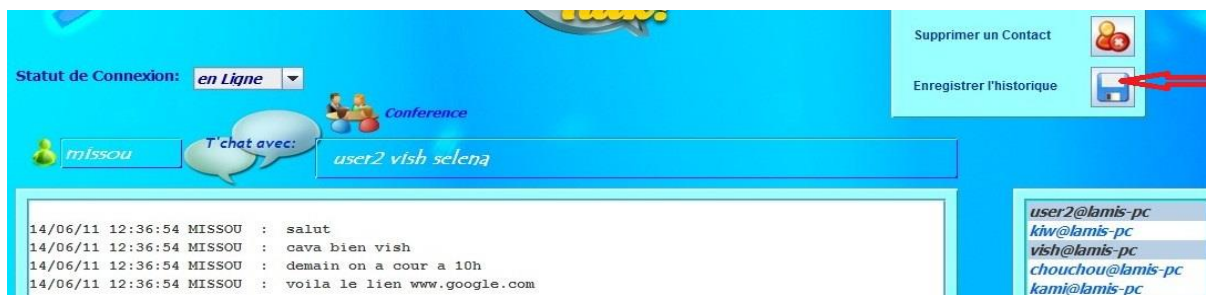 Supprimer un Contact
Statut de Connexion: en Ligne
Enregistrer l'historique
Conference
missou
T'chat avec:
user2 vish selena
14/06/11 12:36:54 MISSOU : salut
14/06/11 12:36:54 MISSOU : cava bien vish
14/06/11 12:36:54 MISSOU : demain on a cour a 10h
14/06/11 12:36:54 MISSOU : voila le lien www.google.com
user2@lamis-pc
kiw@lamis-pc
vish@lamis-pc
chouchou@lamis-pc
kami@lamis-pc